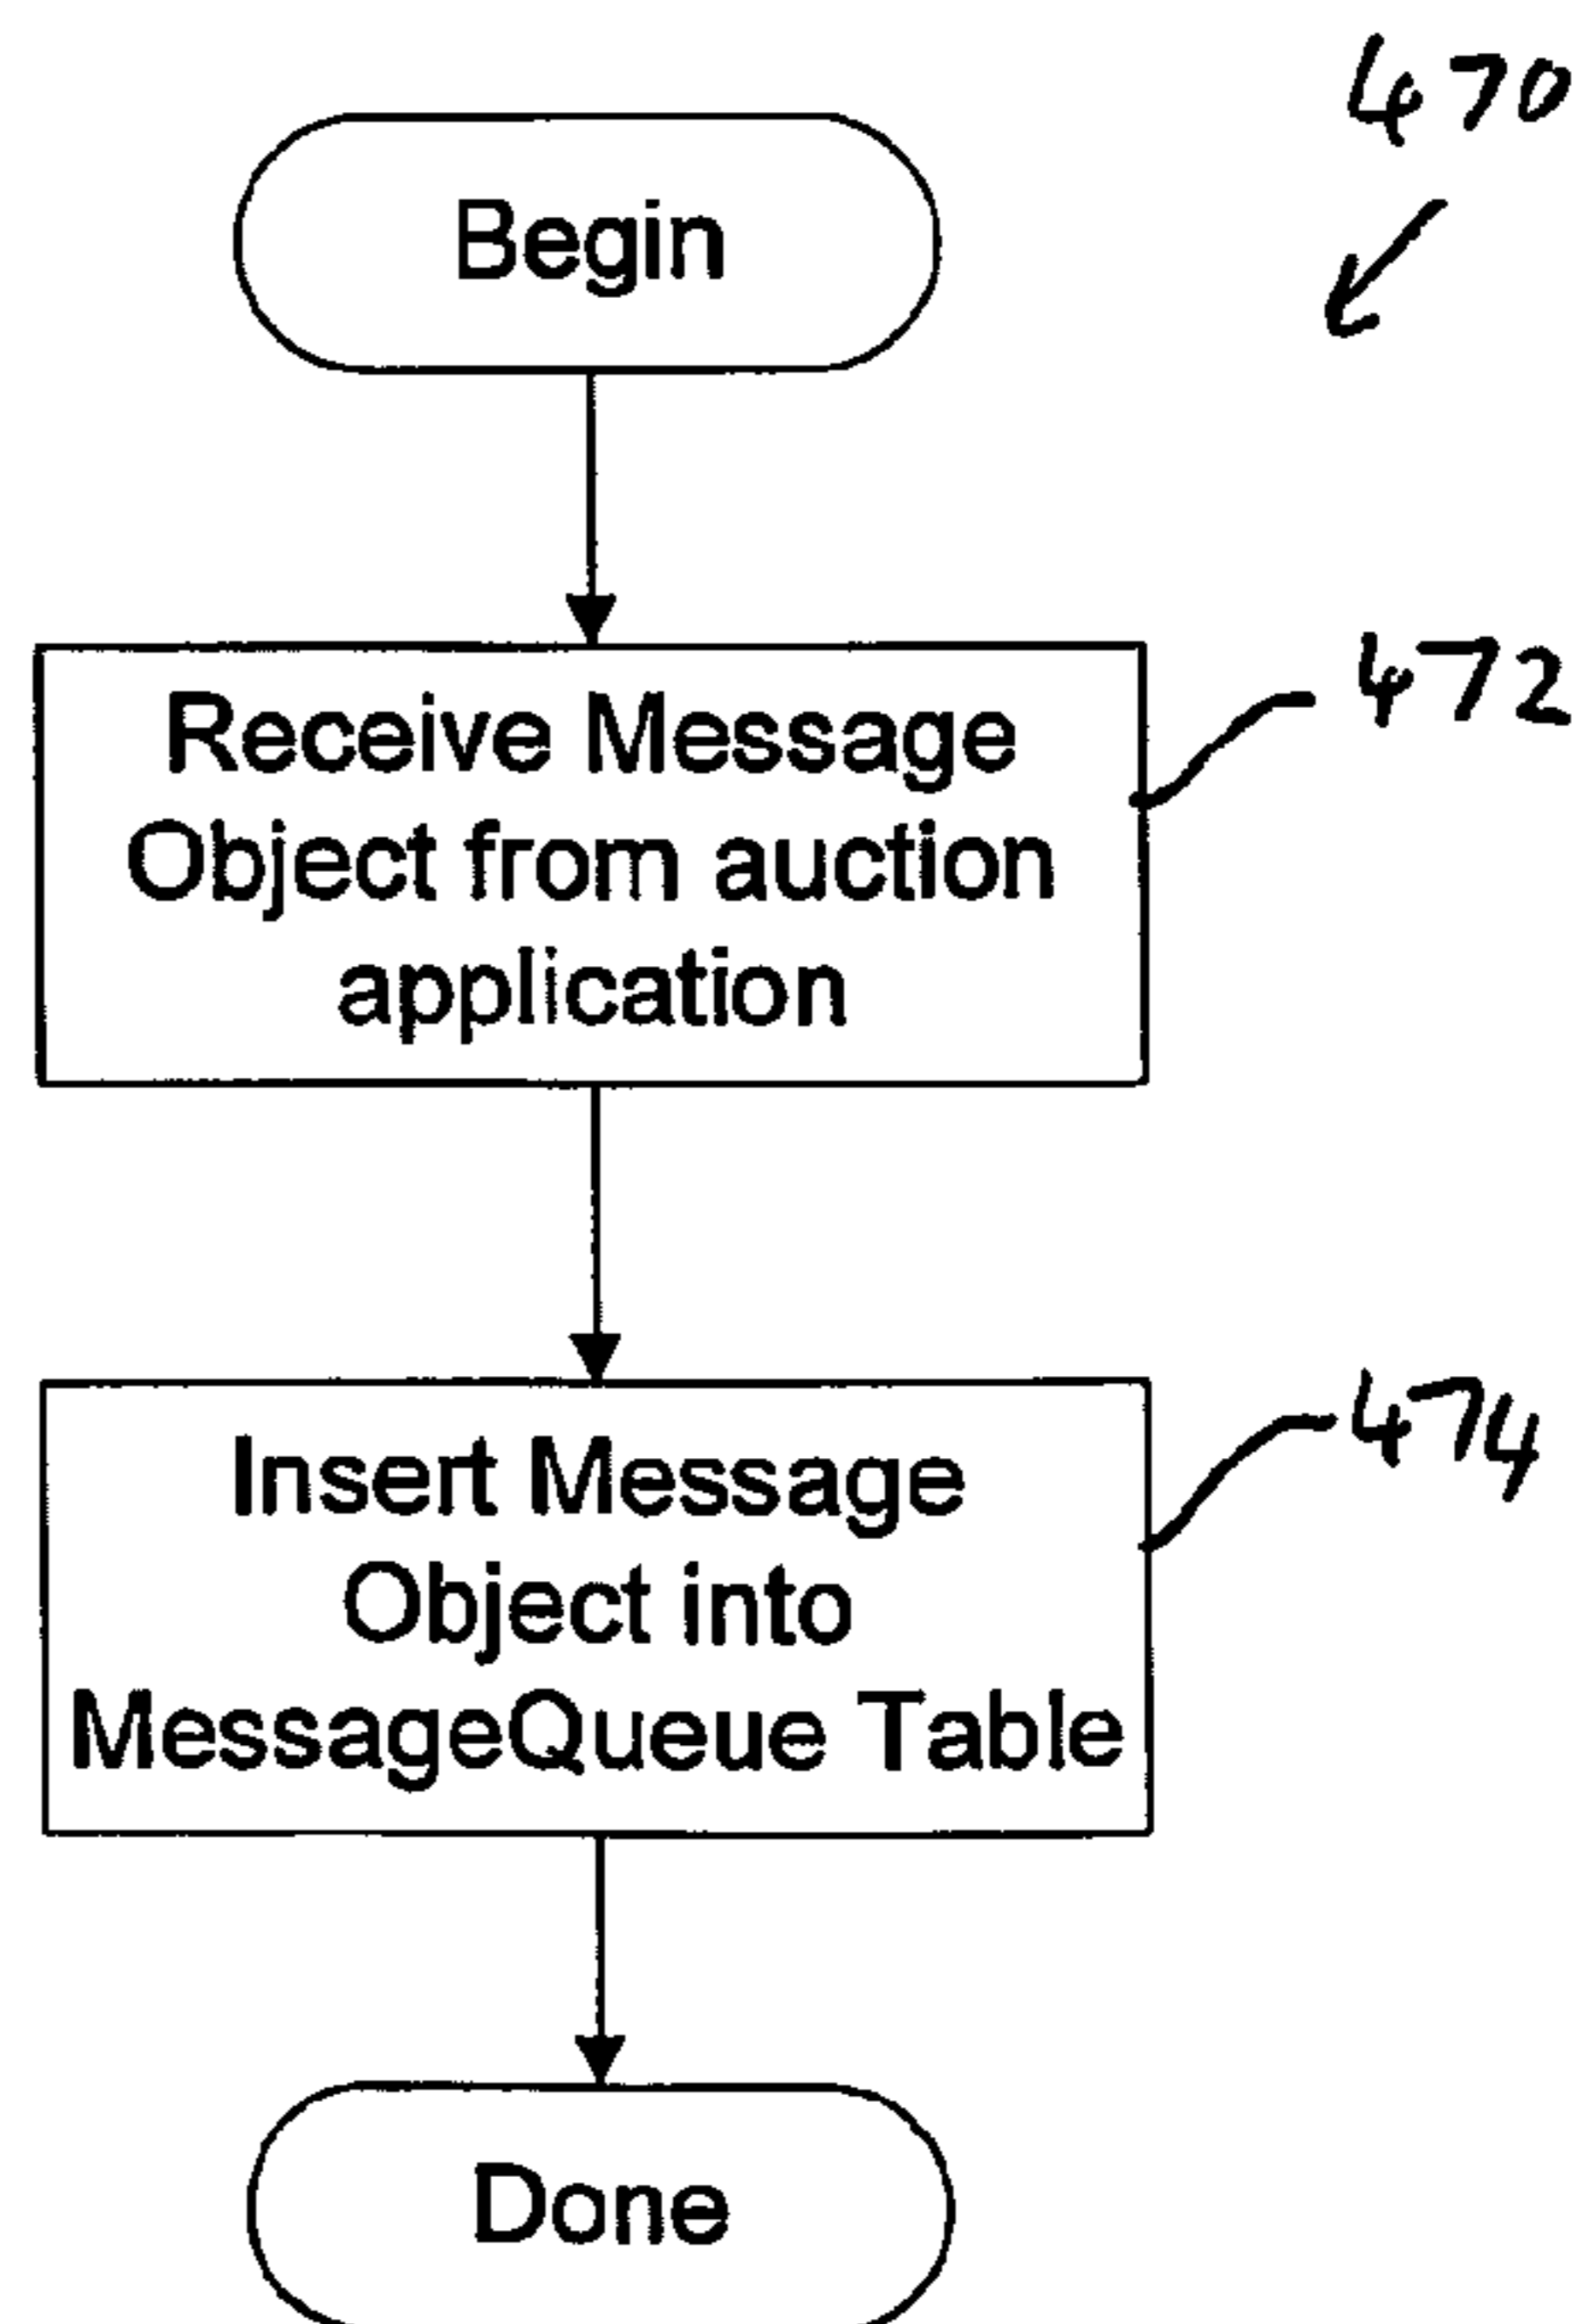 470
Begin
472
Receive Message
Object from auction
application
474
Insert Message
Object into
MessageQueue Table
Done